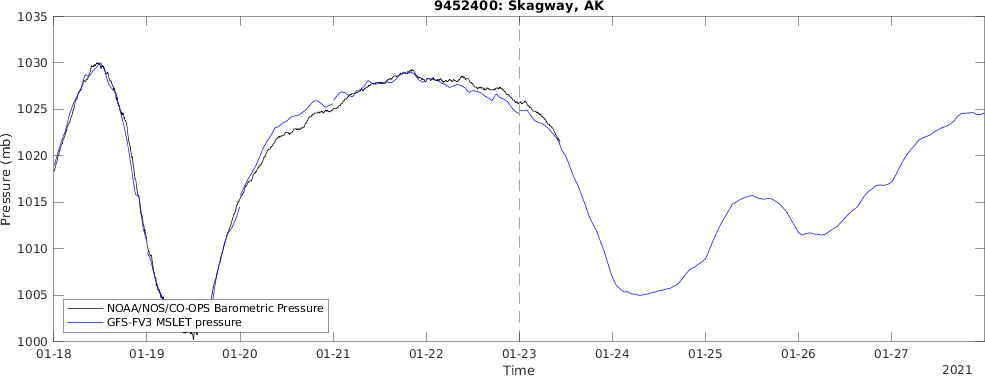 9452400: Skagway, AK
Pressure (mb)
1035
1030
1025
1020
1015
1010
1005
1000
NOAA/NOS/CO-OPS Barometric Pressure
GFS-FV3 MSLET pressure
01-18 01-19 01-20 01-21 01-22 01-23 01-24 01-25 01-26 01-27
Time
2021